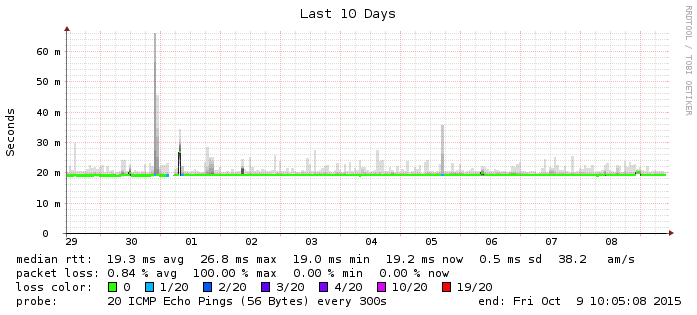 Last 10 Days
RRDTOOL / TOBI OETIKER
Seconds
60 m
50 m
40 m
30 m
20 m
10 m
0
29 30 01 02 03 04 05 06 07 08
median rtt: 19.3 ms avg 26.8 ms max 19.0 ms min 19.2 ms now 0.5 ms sd 38.2 am/s
packet loss: 0.84 % avg 100.00 % max 0.00 % min 0.00 % now
loss color: 0 1/20 2/20 3/20 4/20 10/20 19/20
probe: 20 ICMP Echo Pings (56 Bytes) every 300s end: Fri Oct 9 10:05:08 2015